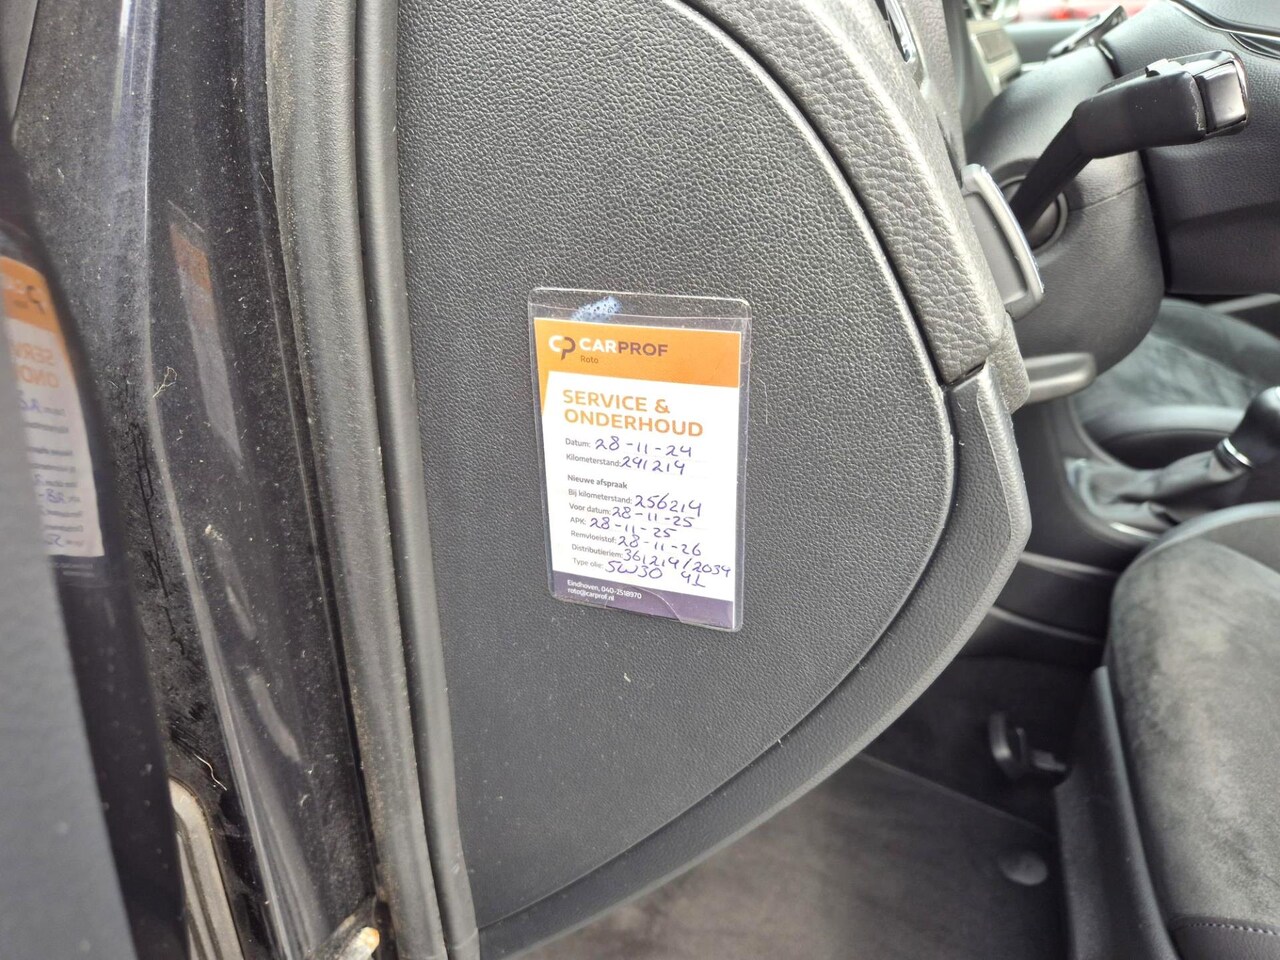 CARPROF
Roto
SERVICE &
ONDERHOUD
Datum: 28-11-24
Kilometerstand: 241214
Nieuwe afspraak
Bij kilometerstand: 256214
Voor datum: 28-11-25
APK: 28-11-25
Remvloeistof: 28-11-26
Distributieriem: 361214/2034
Type olie: 5W30 4L
Eindhoven, 040-2518970
roto@carprof.nl